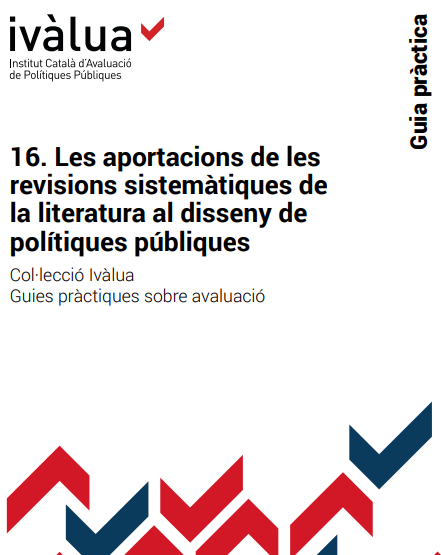 ivàlua
Institut Català d'Avaluació
de Polítiques Públiques
Guia pràctica
16. Les aportacions de les
revisions sistemàtiques de
la literatura al disseny de
polítiques públiques
Col·lecció Ivàlua
Guies pràctiques sobre avaluació